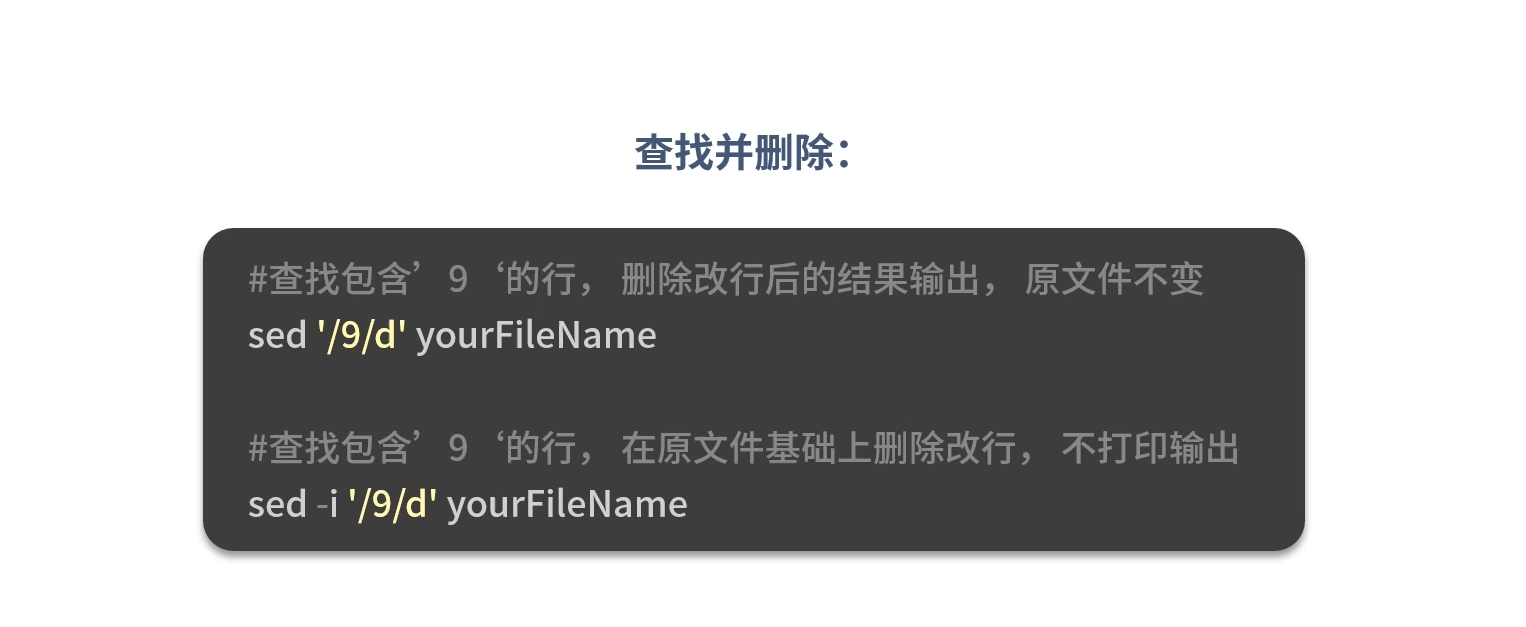 查找并删除：
#查找包含’9‘的行， 删除改行后的结果输出， 原文件不变
sed '/9/d' yourFileName
#查找包含’9‘的行， 在原文件基础上删除改行， 不打印输出
sed -i '/9/d' yourFileName